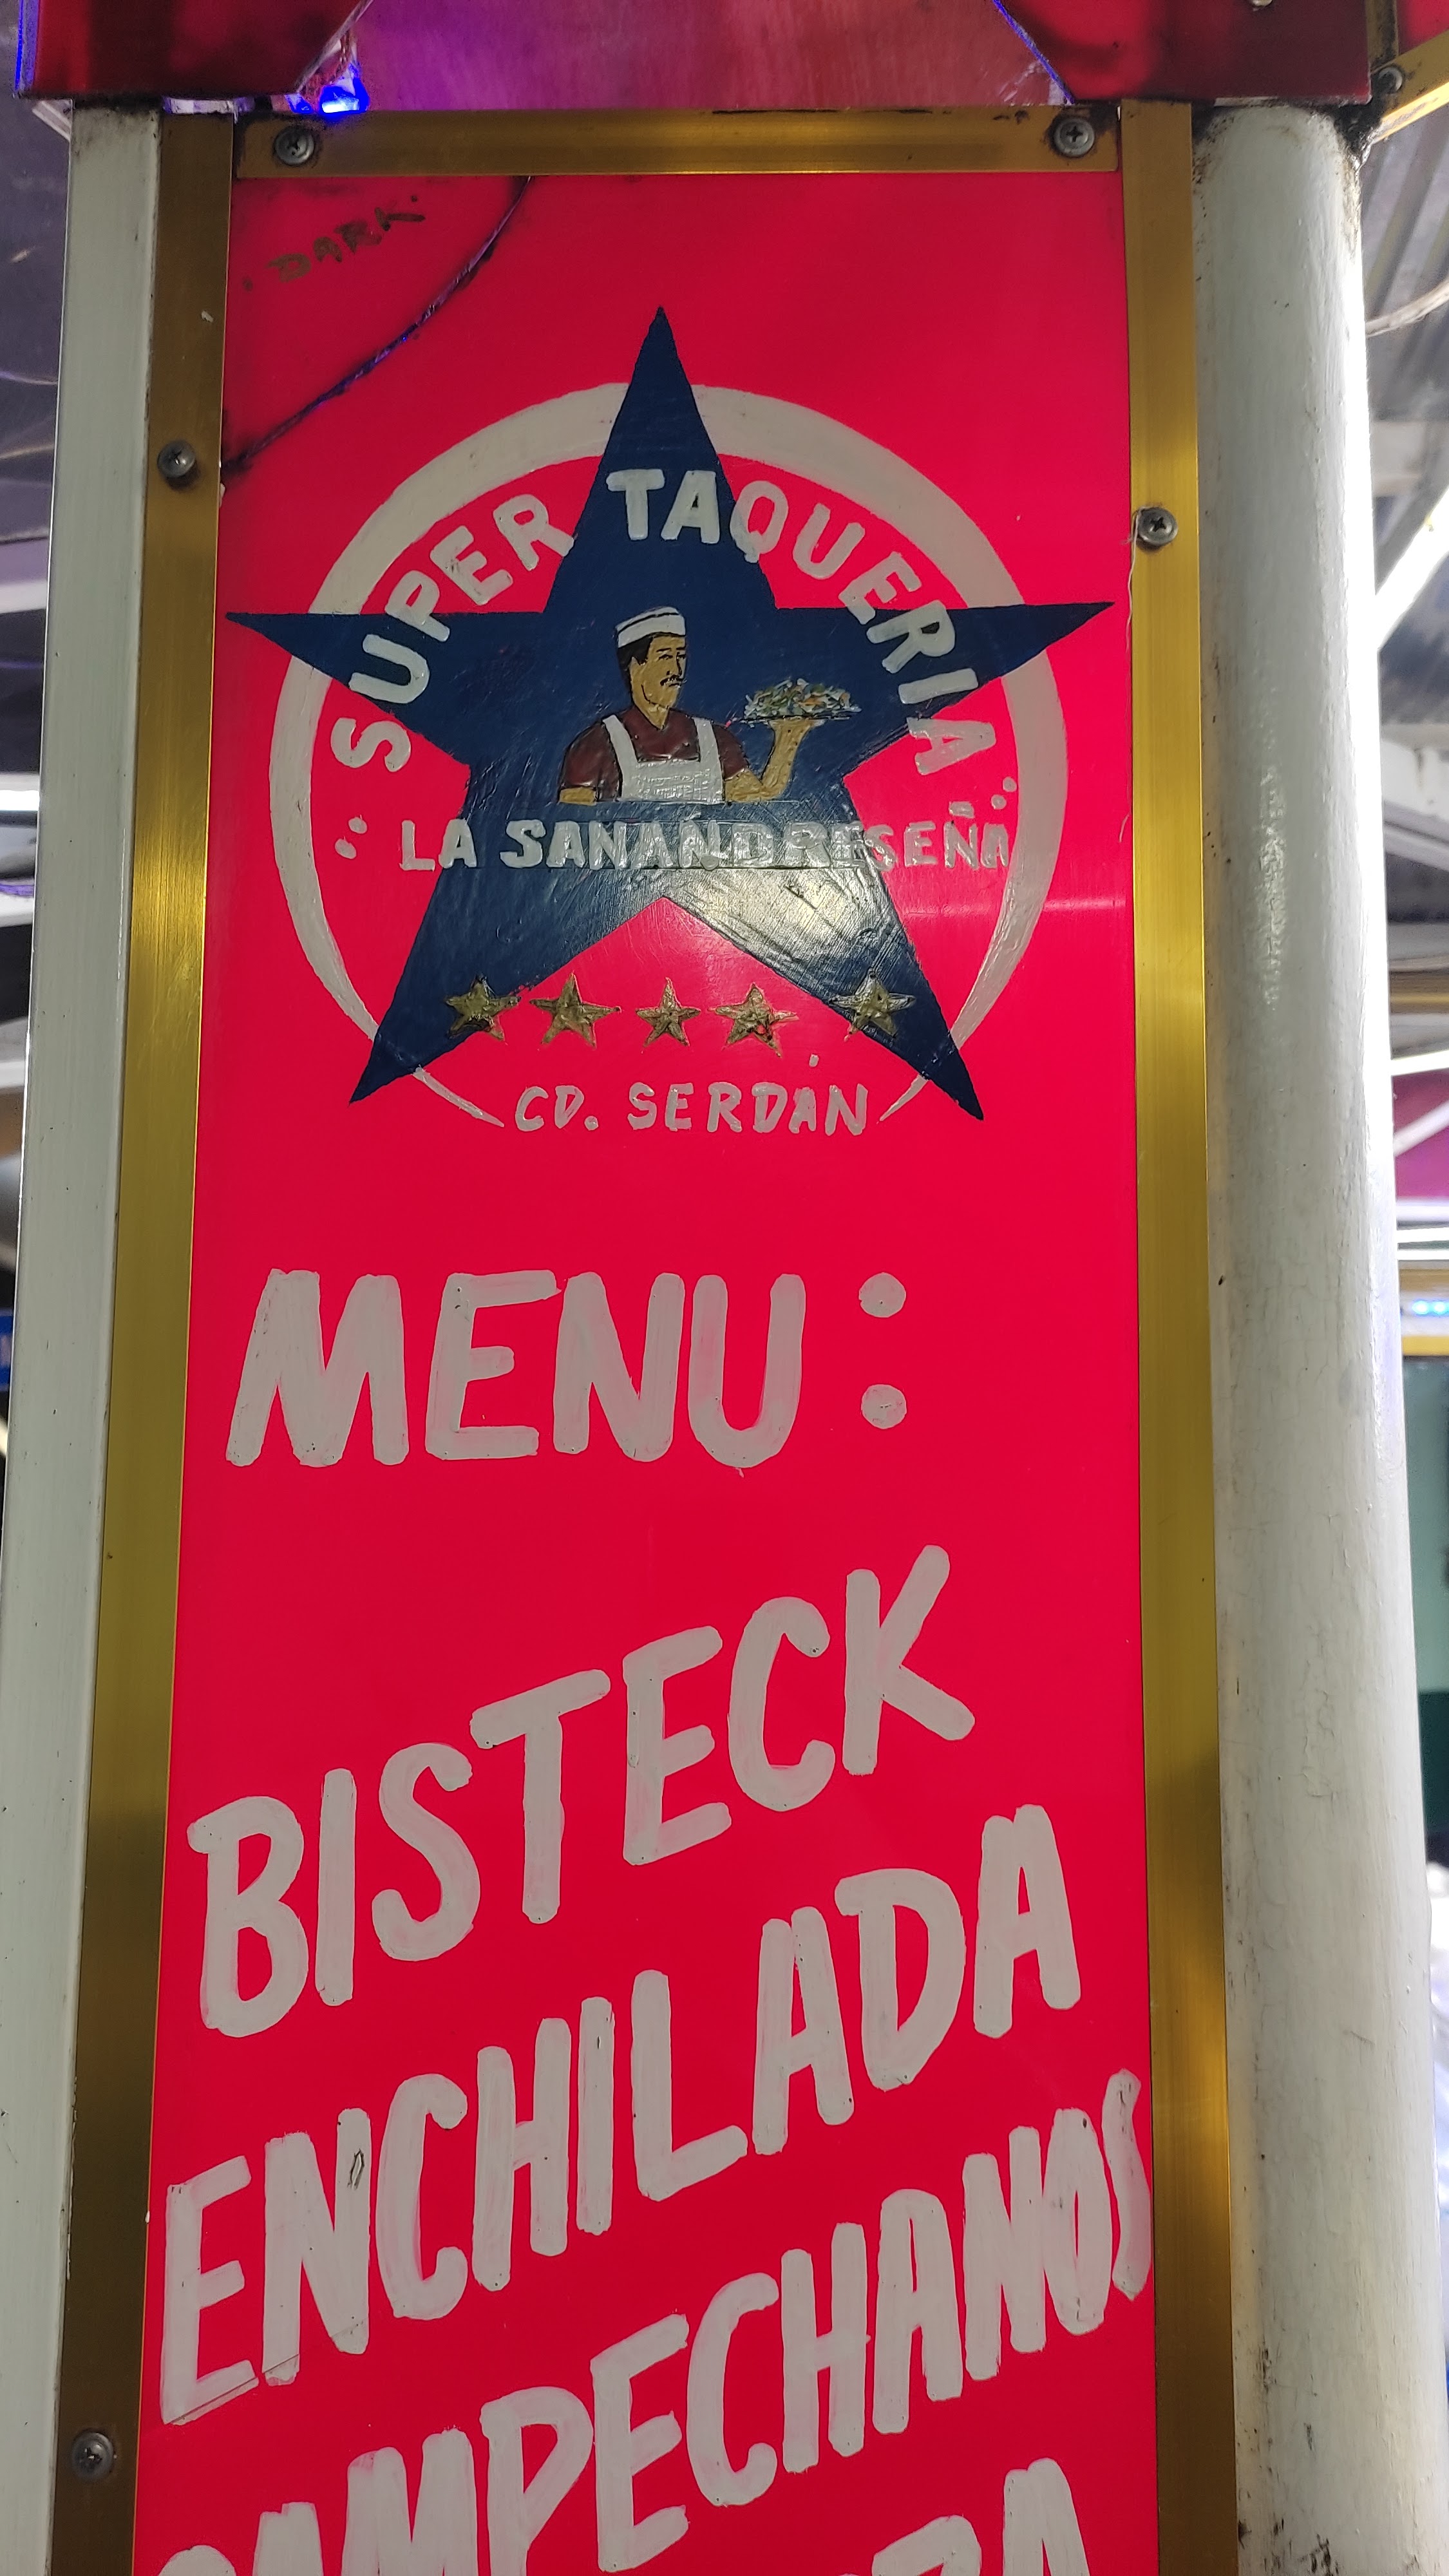 . DARK.
SUPER TAQUERIA
LA SANANDRESEÑA
CD. SERDÁN
MENU:
BISTECK
ENCHILADA
CAMPECHANOS